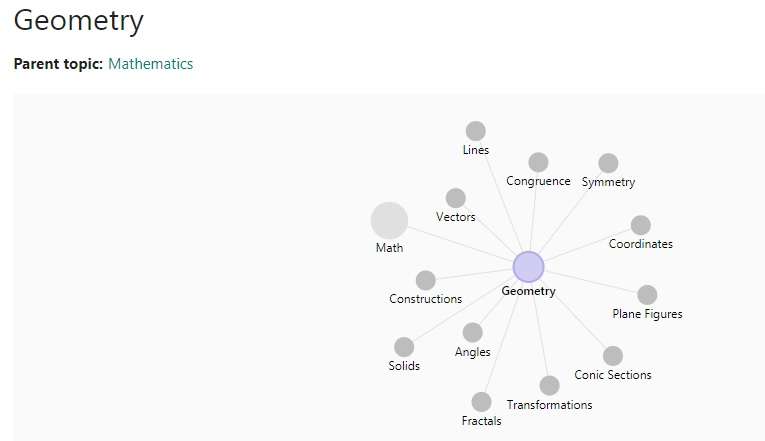 Geometry
Parent topic: Mathematics
Lines
Congruence
Symmetry
Vectors
Math
Coordinates
Geometry
Constructions
Plane Figures
Angles
Solids
Conic Sections
Transformations
Fractals